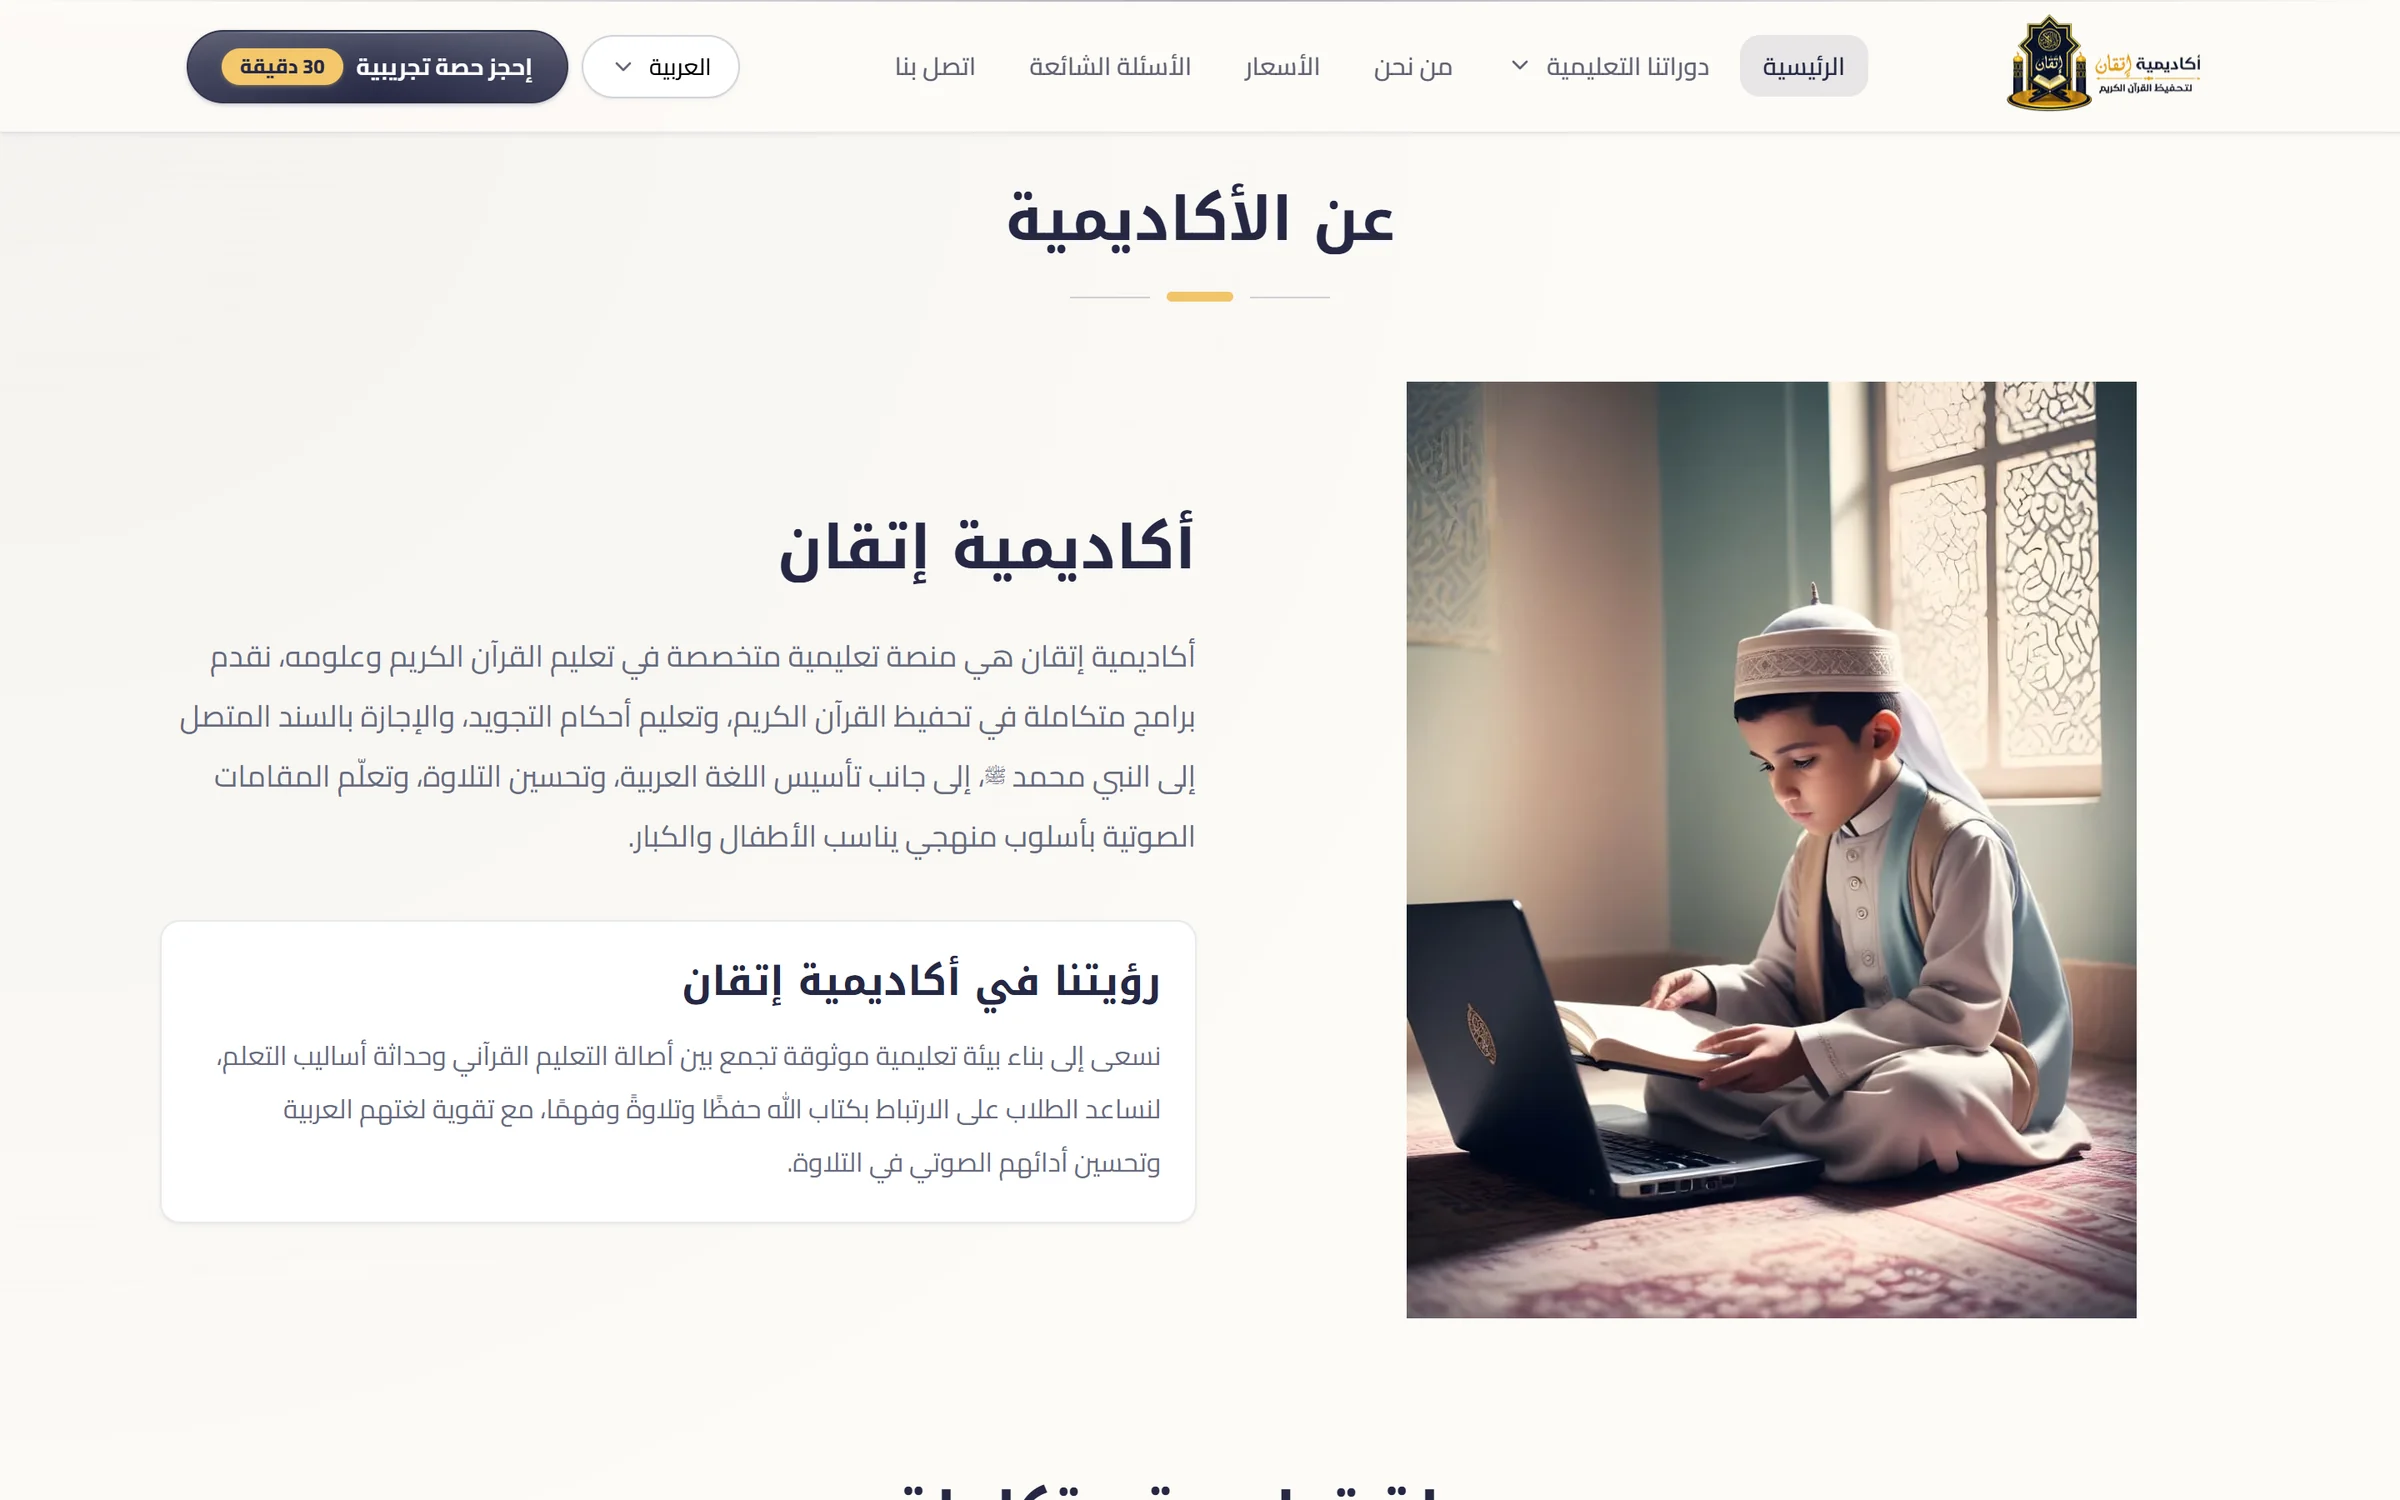 أكاديمية إتقان
لتحفيظ القرآن الكريم
إتقان
الرئيسية
دوراتنا التعليمية
من نحن
الأسعار
الأسئلة الشائعة
اتصل بنا
العربية
إحجز حصة تجريبية 30 دقيقة
عن الأكاديمية
أكاديمية إتقان
أكاديمية إتقان هي منصة تعليمية متخصصة في تعليم القرآن الكريم وعلومه، نقدم
برامج متكاملة في تحفيظ القرآن الكريم، وتعليم أحكام التجويد، والإجازة بالسند المتصل
إلى النبي محمد ﷺ، إلى جانب تأسيس اللغة العربية، وتحسين التلاوة، وتعلّم المقامات
الصوتية بأسلوب منهجي يناسب الأطفال والكبار.
رؤيتنا في أكاديمية إتقان
نسعى إلى بناء بيئة تعليمية موثوقة تجمع بين أصالة التعليم القرآني وحداثة أساليب التعلم،
لنساعد الطلاب على الارتباط بكتاب الله حفظًا وتلاوةً وفهمًا، مع تقوية لغتهم العربية
وتحسين أدائهم الصوتي في التلاوة.